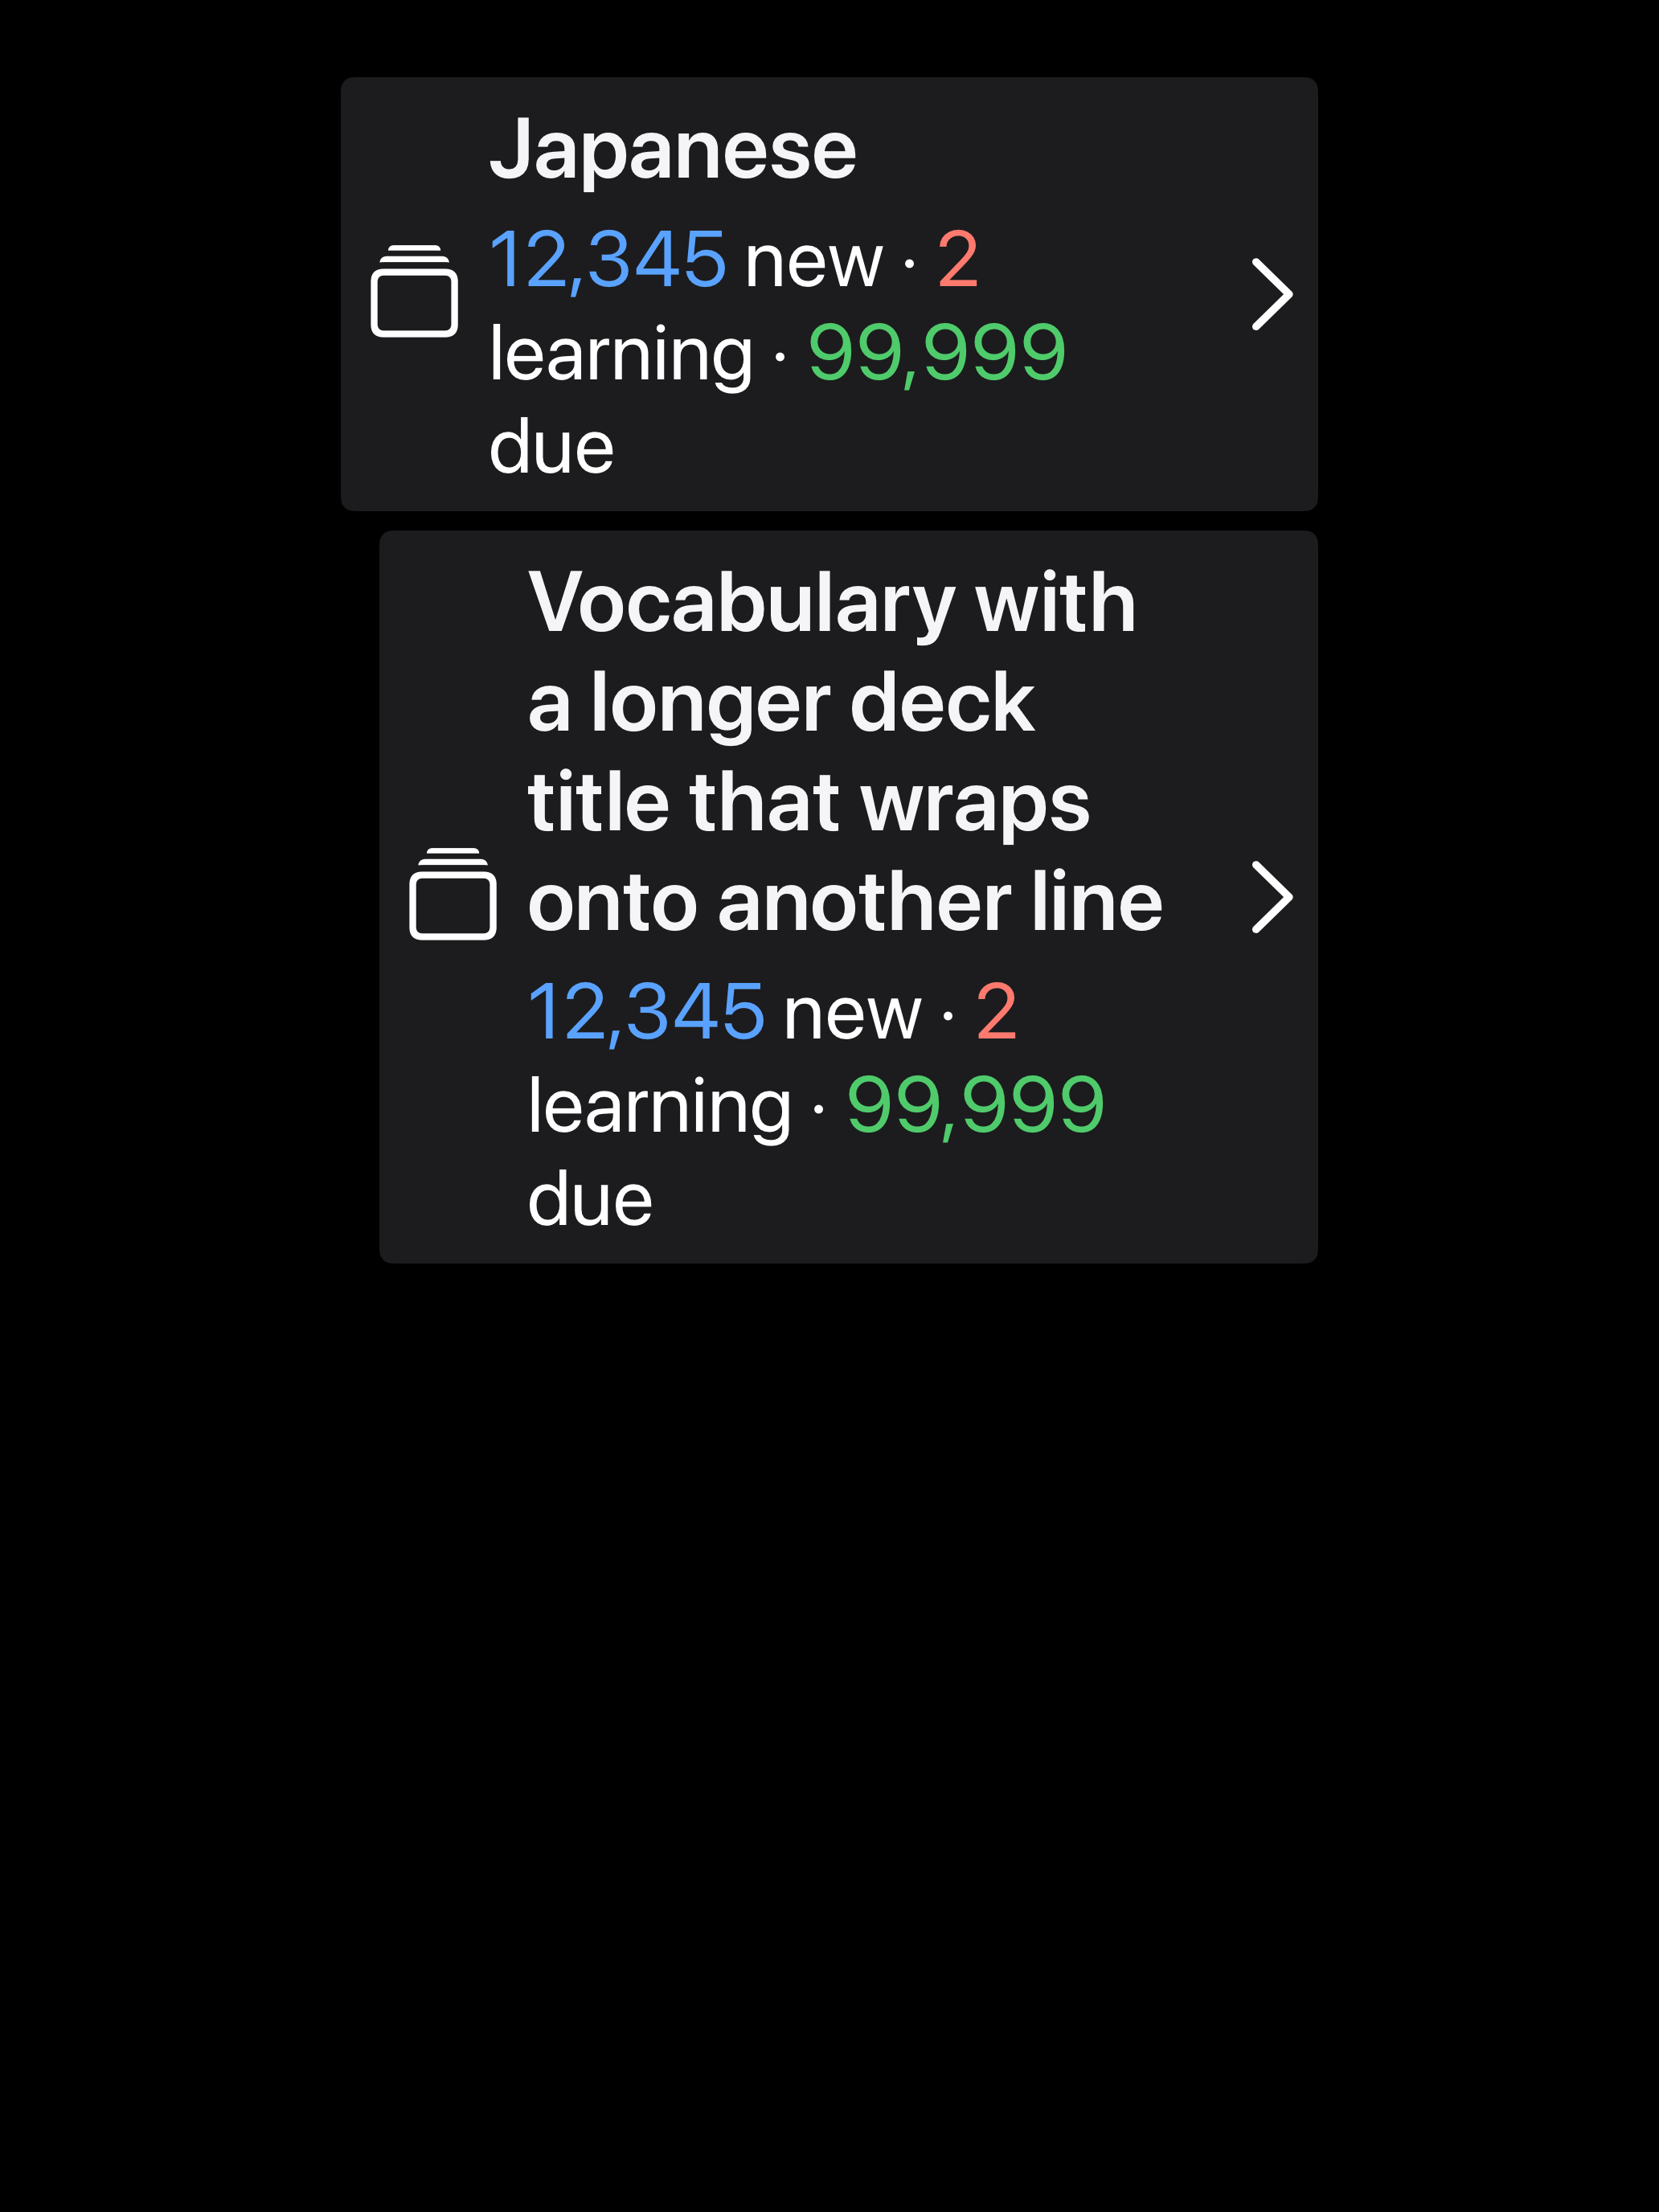 Japanese
12,345 new · 2
learning · 99,999
due
Vocabulary with
a longer deck
title that wraps
onto another line
12,345 new · 2
learning · 99,999
due